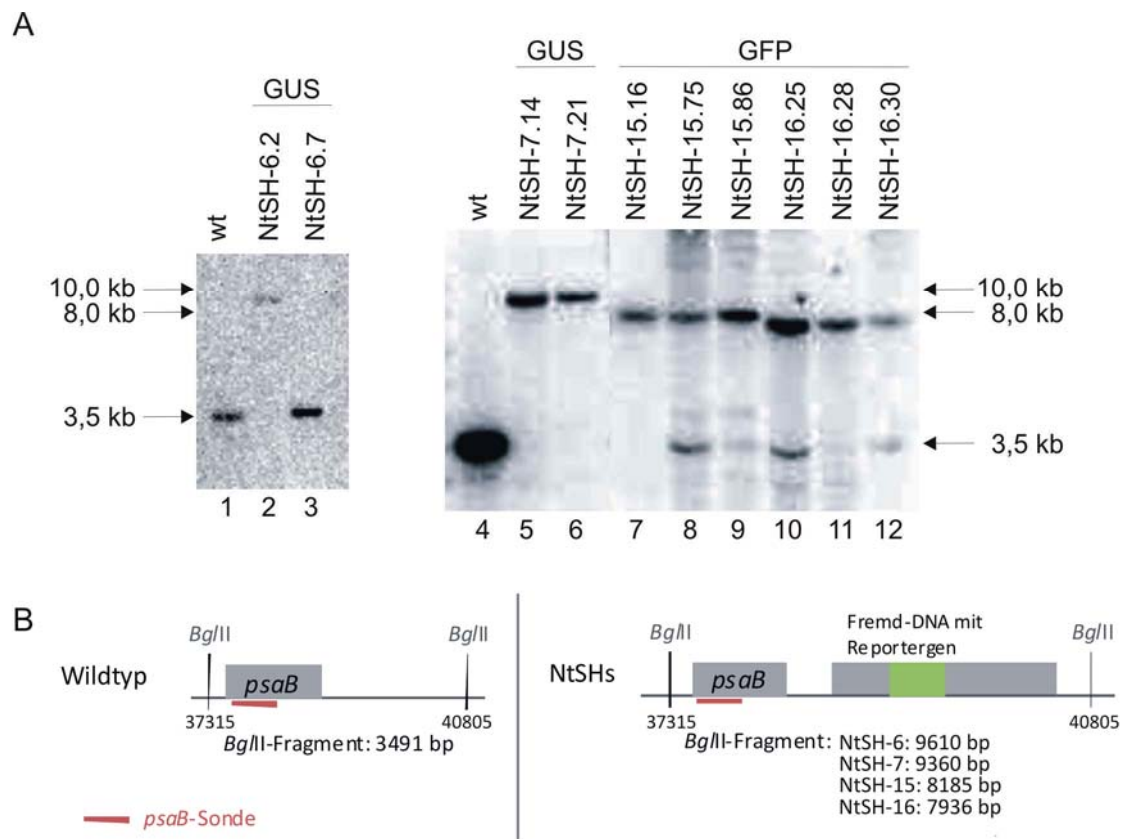 A
GUS
wt
NtSH-6.2
NtSH-6.7
10,0 kb
8,0 kb
3,5 kb
1 2 3
GUS GFP
wt
NtSH-7.14
NtSH-7.21
NtSH-15.16
NtSH-15.75
NtSH-15.86
NtSH-16.25
NtSH-16.28
NtSH-16.30
10,0 kb
8,0 kb
3,5 kb
4 5 6 7 8 9 10 11 12
B
Wildtyp
BglII BglII
psaB
37315 40805
BglII-Fragment: 3491 bp
psaB-Sonde
NtSHs
BglII
Fremd-DNA mit
Reportergen
BglII
psaB
37315 40805
BglII-Fragment: NtSH-6: 9610 bp
NtSH-7: 9360 bp
NtSH-15: 8185 bp
NtSH-16: 7936 bp